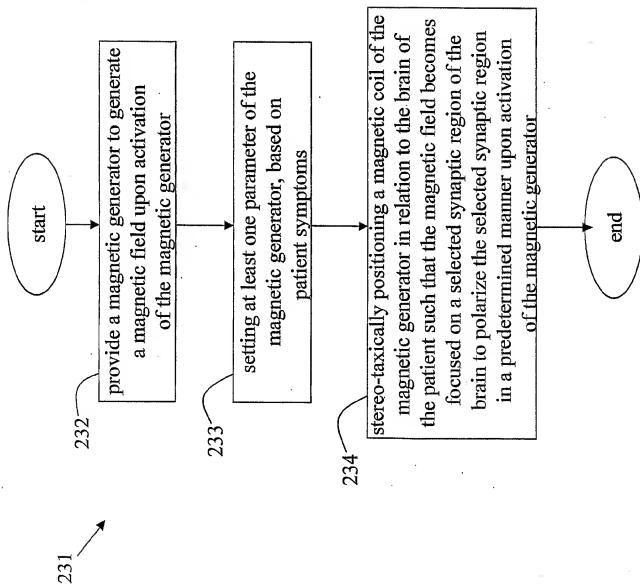 231
start
232
provide a magnetic generator to generate
a magnetic field upon activation
of the magnetic generator
233
setting at least one parameter of the
magnetic generator, based on
patient symptoms
234
stereo-taxically positioning a magnetic coil of the
magnetic generator in relation to the brain of
the patient such that the magnetic field becomes
focused on a selected synaptic region of the
brain to polarize the selected synaptic region
in a predetermined manner upon activation
of the magnetic generator
end